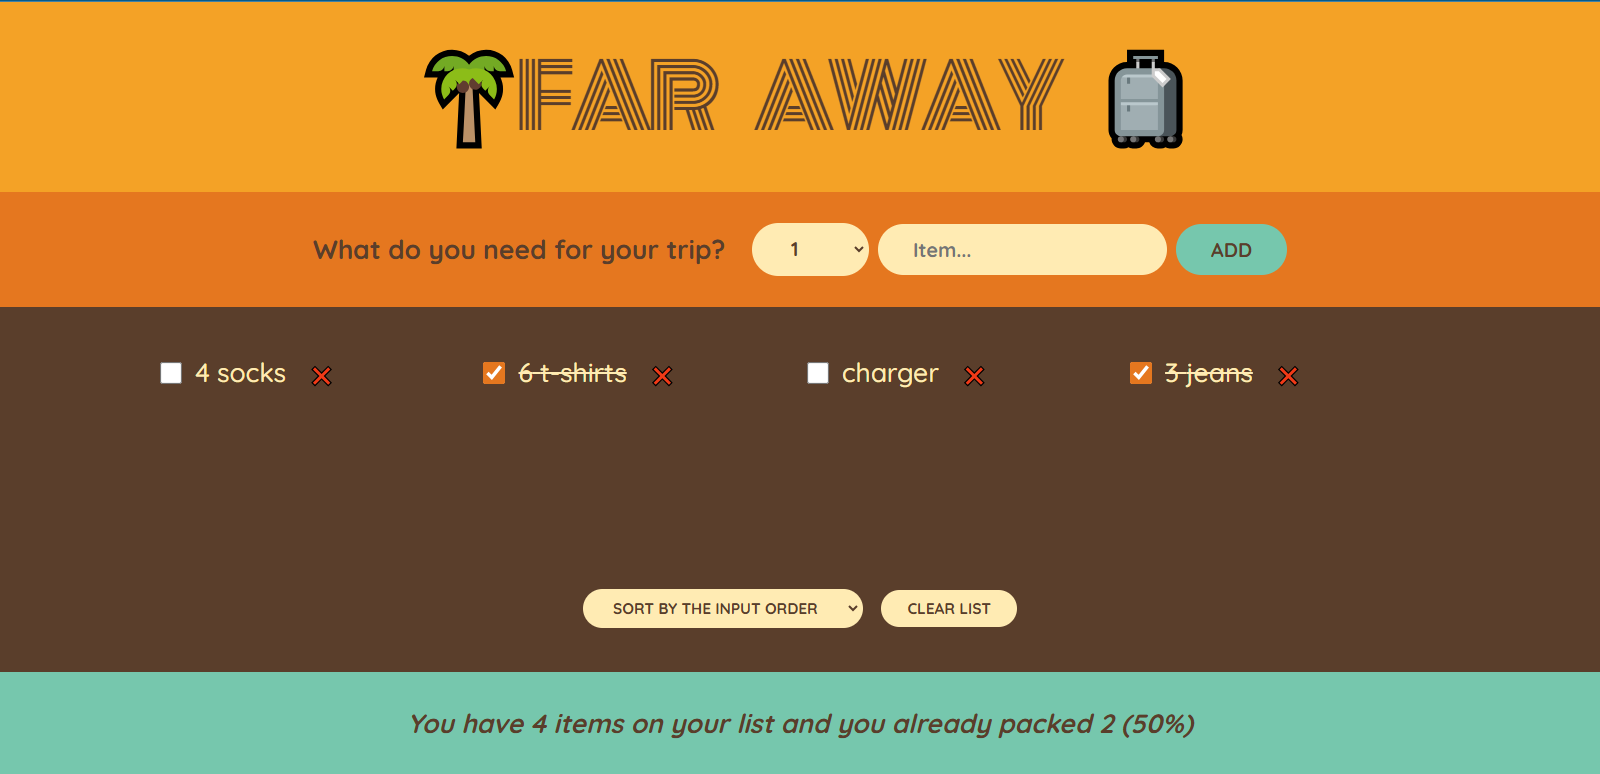 FAR AWAY
What do you need for your trip? 1 Item... ADD
4 socks 6 t-shirts charger 3 jeans
SORT BY THE INPUT ORDER CLEAR LIST
You have 4 items on your list and you already packed 2 (50%)